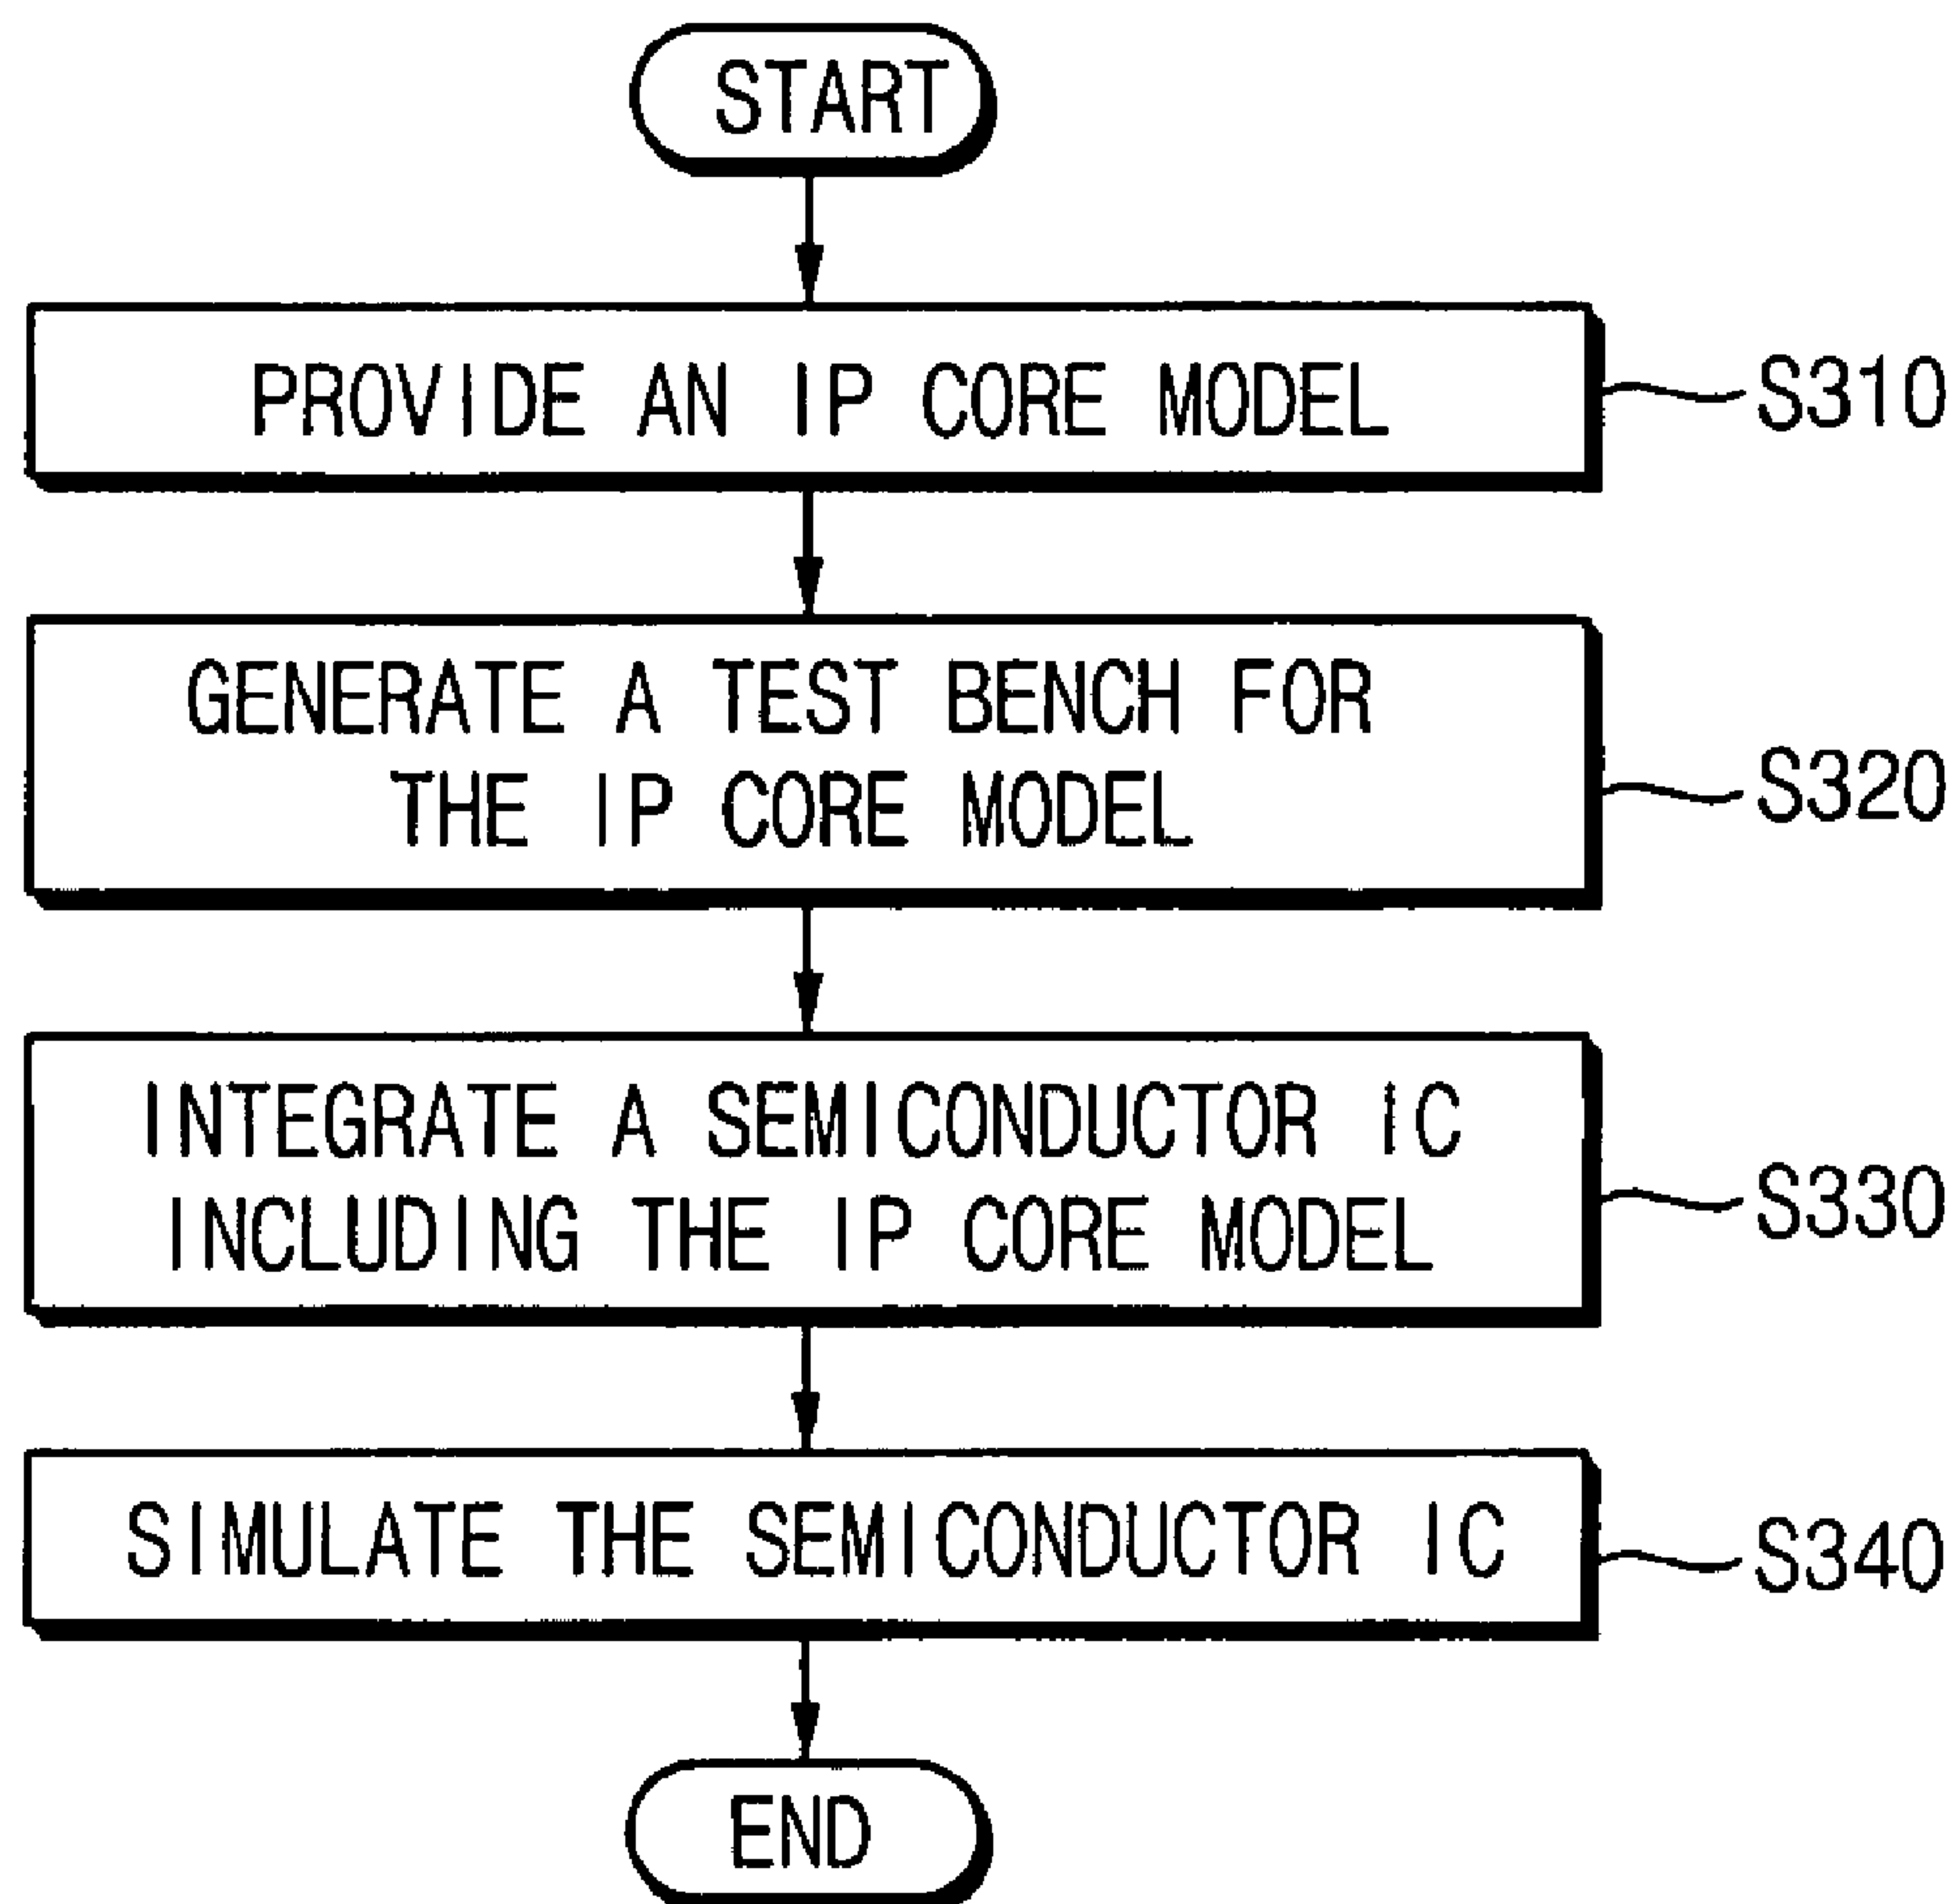 START
PROVIDE AN IP CORE MODEL
S310
GENERATE A TEST BENCH FOR
THE IP CORE MODEL
S320
INTEGRATE A SEMICONDUCTOR IC
INCLUDING THE IP CORE MODEL
S330
SIMULATE THE SEMICONDUCTOR IC
S340
END